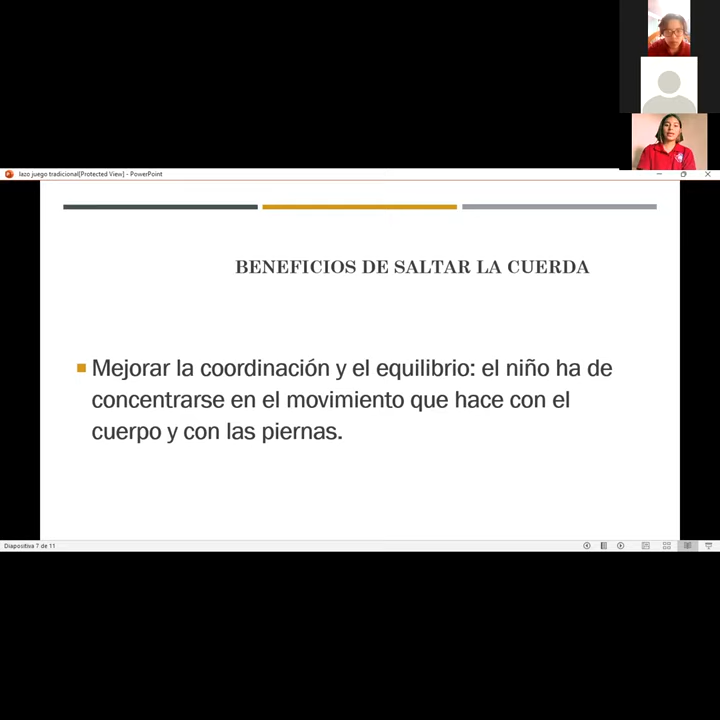 lazo juego tradicional[Protected View] - PowerPoint
BENEFICIOS DE SALTAR LA CUERDA
Mejorar la coordinación y el equilibrio: el niño ha de
concentrarse en el movimiento que hace con el
cuerpo y con las piernas.
Diapositiva 7 de 11